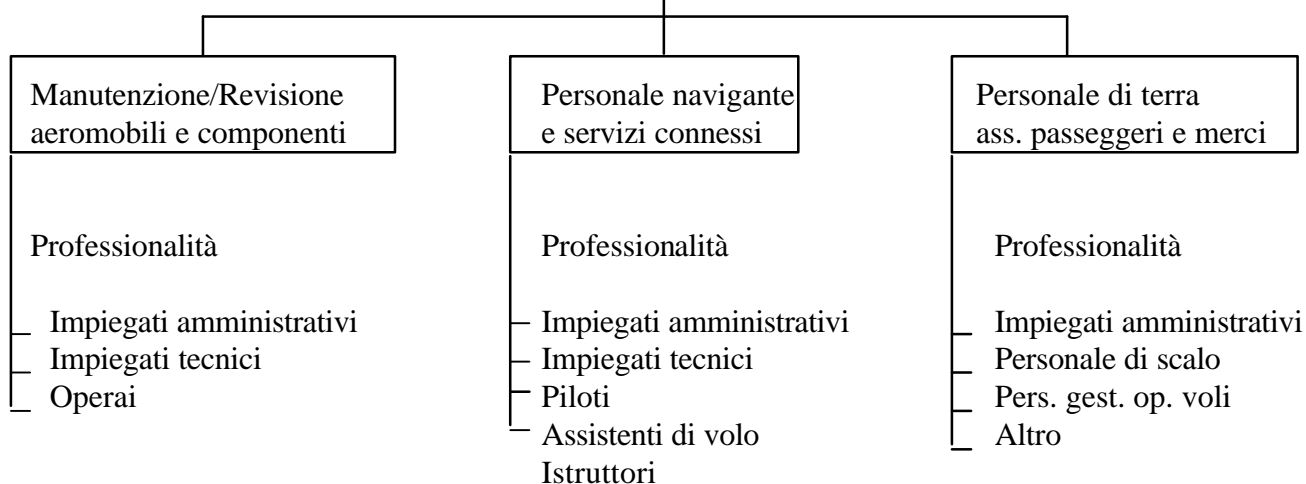 Manutenzione/Revisione
aeromobili e componenti
Professionalità
Impiegati amministrativi
Impiegati tecnici
Operai
Personale navigante
e servizi connessi
Professionalità
Impiegati amministrativi
Impiegati tecnici
Piloti
Assistenti di volo
Istruttori
Personale di terra
ass. passeggeri e merci
Professionalità
Impiegati amministrativi
Personale di scalo
Pers. gest. op. voli
Altro